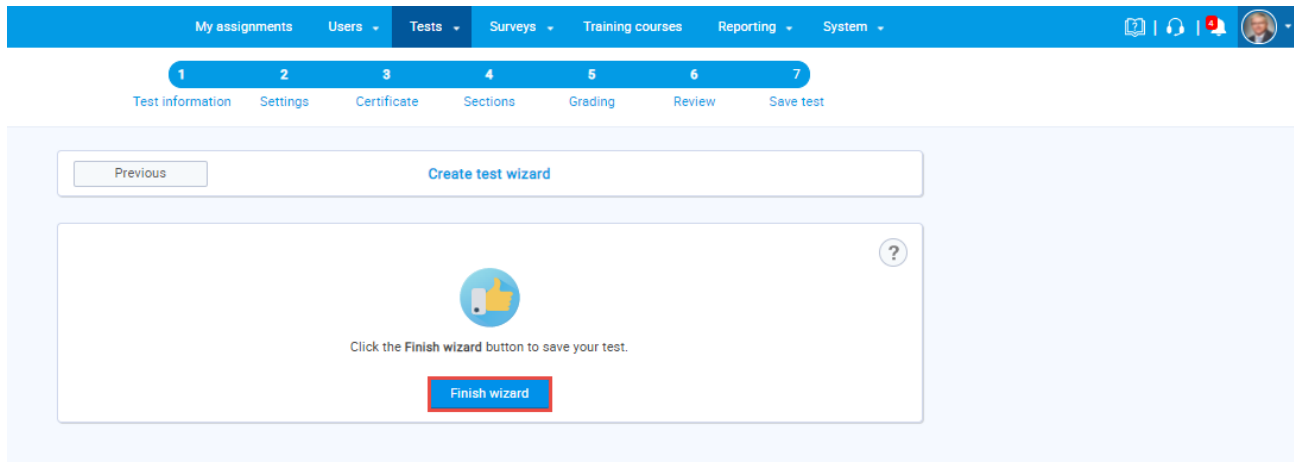 My assignments Users Tests Surveys Training courses Reporting System 4
1 2 3 4 5 6 7
Test information Settings Certificate Sections Grading Review Save test
Previous Create test wizard
?
Click the Finish wizard button to save your test.
Finish wizard